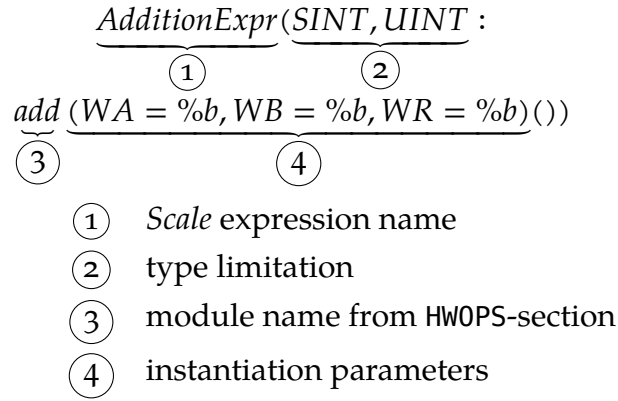 AdditionExpr(SINT, UINT :
1 2
add (WA = %b, WB = %b, WR = %b)())
3 4
1 Scale expression name
2 type limitation
3 module name from HWOPS-section
4 instantiation parameters